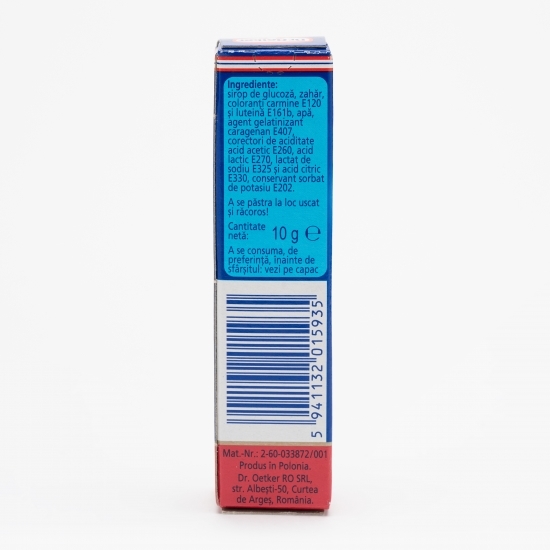 Ingrediente:
sirop de glucoză, zahăr,
coloranți carmine E120
și luteină E161b, apă,
agent gelatinizant
caragenan E407,
corectori de aciditate
acid acetic E260, acid
lactic E270, lactat de
sodiu E325 și acid citric
E330, conservant sorbat
de potasiu E202.
A se păstra la loc uscat
și răcoros!
Cantitate
netă: 10 g ℮
A se consuma, de
preferință, înainte de
sfârșitul: vezi pe capac
5 941132 015935
Mat.-Nr.: 2-60-033872/001
Produs în Polonia.
Dr. Oetker RO SRL,
str. Albești-50, Curtea
de Argeș, România.